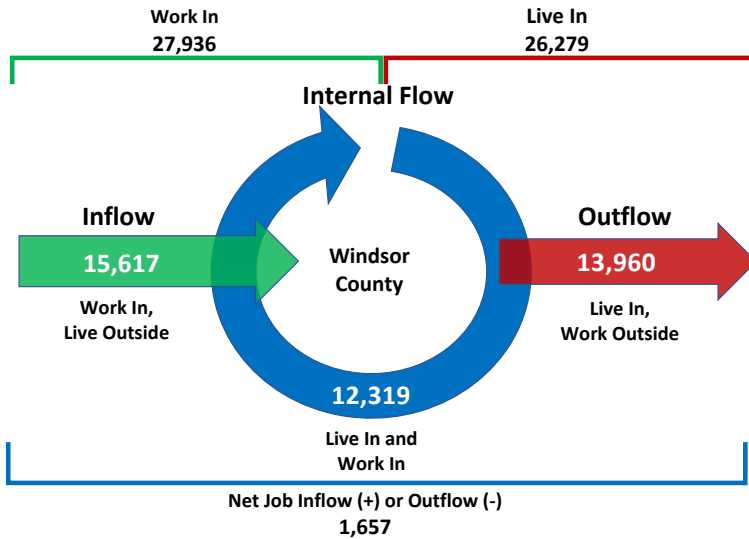 Work In
27,936
Live In
26,279
Internal Flow
Inflow
15,617
Work In,
Live Outside
Windsor
County
Outflow
13,960
Live In,
Work Outside
12,319
Live In and
Work In
Net Job Inflow (+) or Outflow (-)
1,657